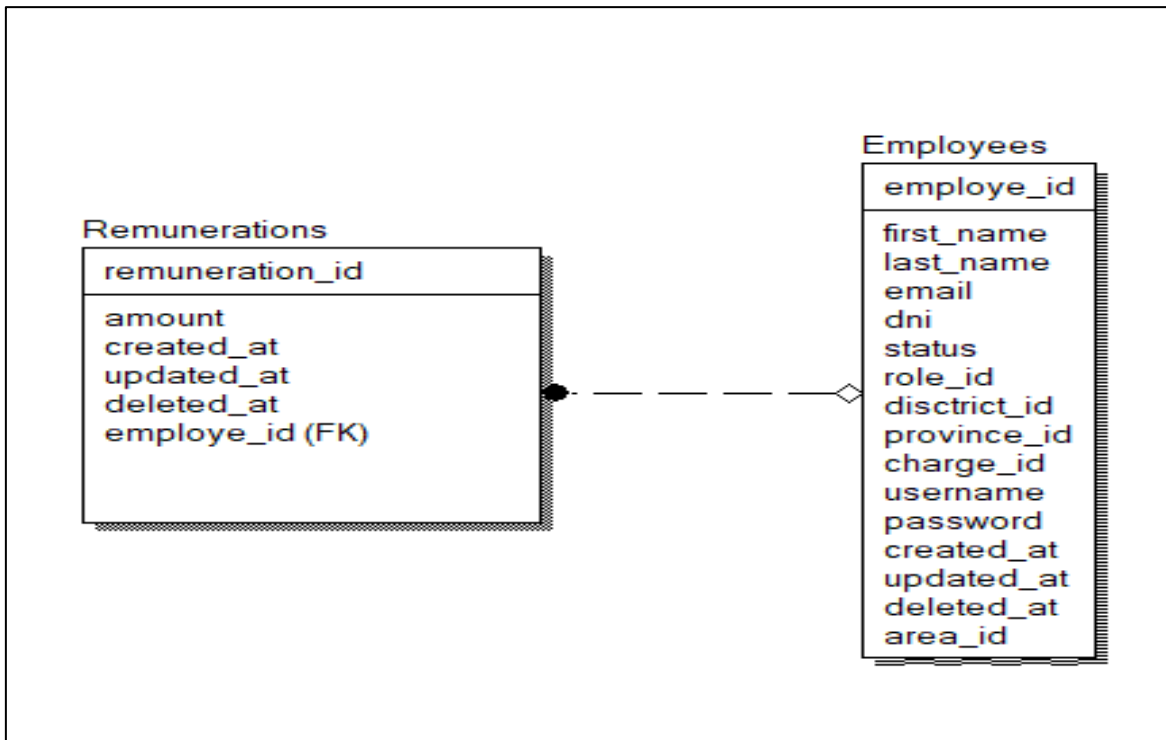 Remunerations
remuneration_id
amount
created_at
updated_at
deleted_at
employe_id (FK)
Employees
employe_id
first_name
last_name
email
dni
status
role_id
disctrict_id
province_id
charge_id
username
password
created_at
updated_at
deleted_at
area_id